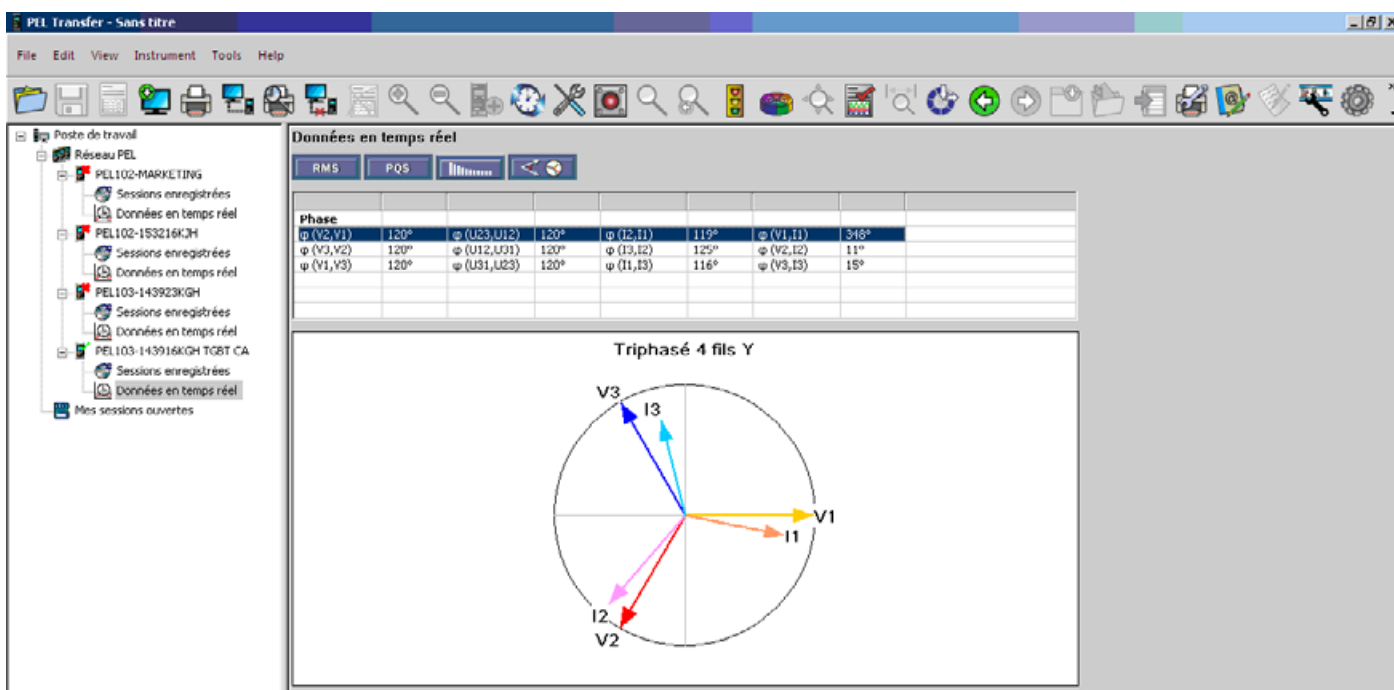 PEL Transfer - Sans titre
File Edit View Instrument Tools Help
Poste de travail
Réseau PEL
PEL102-MARKETING
Sessions enregistrées
Données en temps réel
PEL102-153216KJH
Sessions enregistrées
Données en temps réel
PEL103-143923KGH
Sessions enregistrées
Données en temps réel
PEL103-143916KGH TGBT CA
Sessions enregistrées
Données en temps réel
Mes sessions ouvertes
Données en temps réel
RMS PQS
Phase
φ (V2,V1) 120° φ (U23,U12) 120° φ (I2,I1) 119° φ (V1,I1) 348°
φ (V3,V2) 120° φ (U12,U31) 120° φ (I3,I2) 125° φ (V2,I2) 11°
φ (V1,V3) 120° φ (U31,U23) 120° φ (I1,I3) 116° φ (V3,I3) 15°
Triphasé 4 fils Y
V3
I3
V1
I1
I2
V2